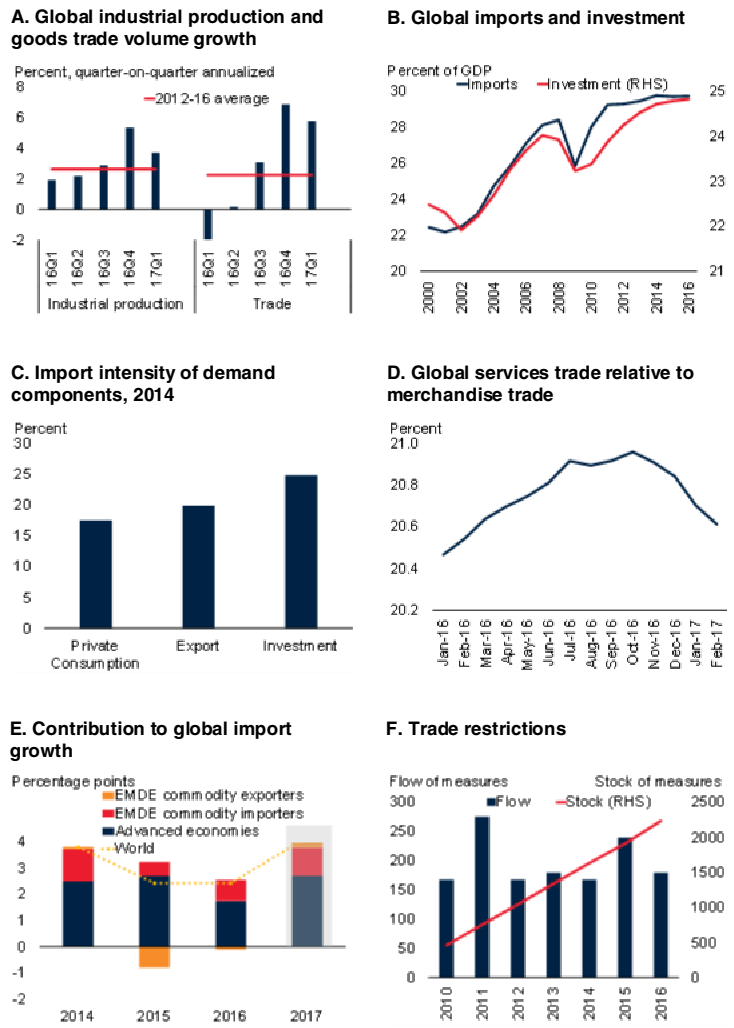 A. Global industrial production and
goods trade volume growth
Percent, quarter-on-quarter annualized
8
2012-16 average
6
4
2
0
-2
16Q1 16Q2 16Q3 16Q4 17Q1 16Q1 16Q2 16Q3 16Q4 17Q1
Industrial production Trade
B. Global imports and investment
Percent of GDP
Imports Investment (RHS)
30 25
28 24
26
23
24
22
22
20 21
2000 2002 2004 2006 2008 2010 2012 2014 2016
C. Import intensity of demand
components, 2014
Percent
30
25
20
15
10
5
0
Private Export Investment
Consumption
D. Global services trade relative to
merchandise trade
Percent
21.0
20.8
20.6
20.4
20.2
Jan-16 Feb-16 Mar-16 Apr-16 May-16 Jun-16 Jul-16 Aug-16 Sep-16 Oct-16 Nov-16 Dec-16 Jan-17 Feb-17
E. Contribution to global import
growth
Percentage points
EMDE commodity exporters
EMDE commodity importers
Advanced economies
World
4
3
2
1
0
-1
-2
2014 2015 2016 2017
F. Trade restrictions
Flow of measures Stock of measures
Flow Stock (RHS)
300 2500
250 2000
200
1500
150
1000
100
50 500
0 0
2010 2011 2012 2013 2014 2015 2016